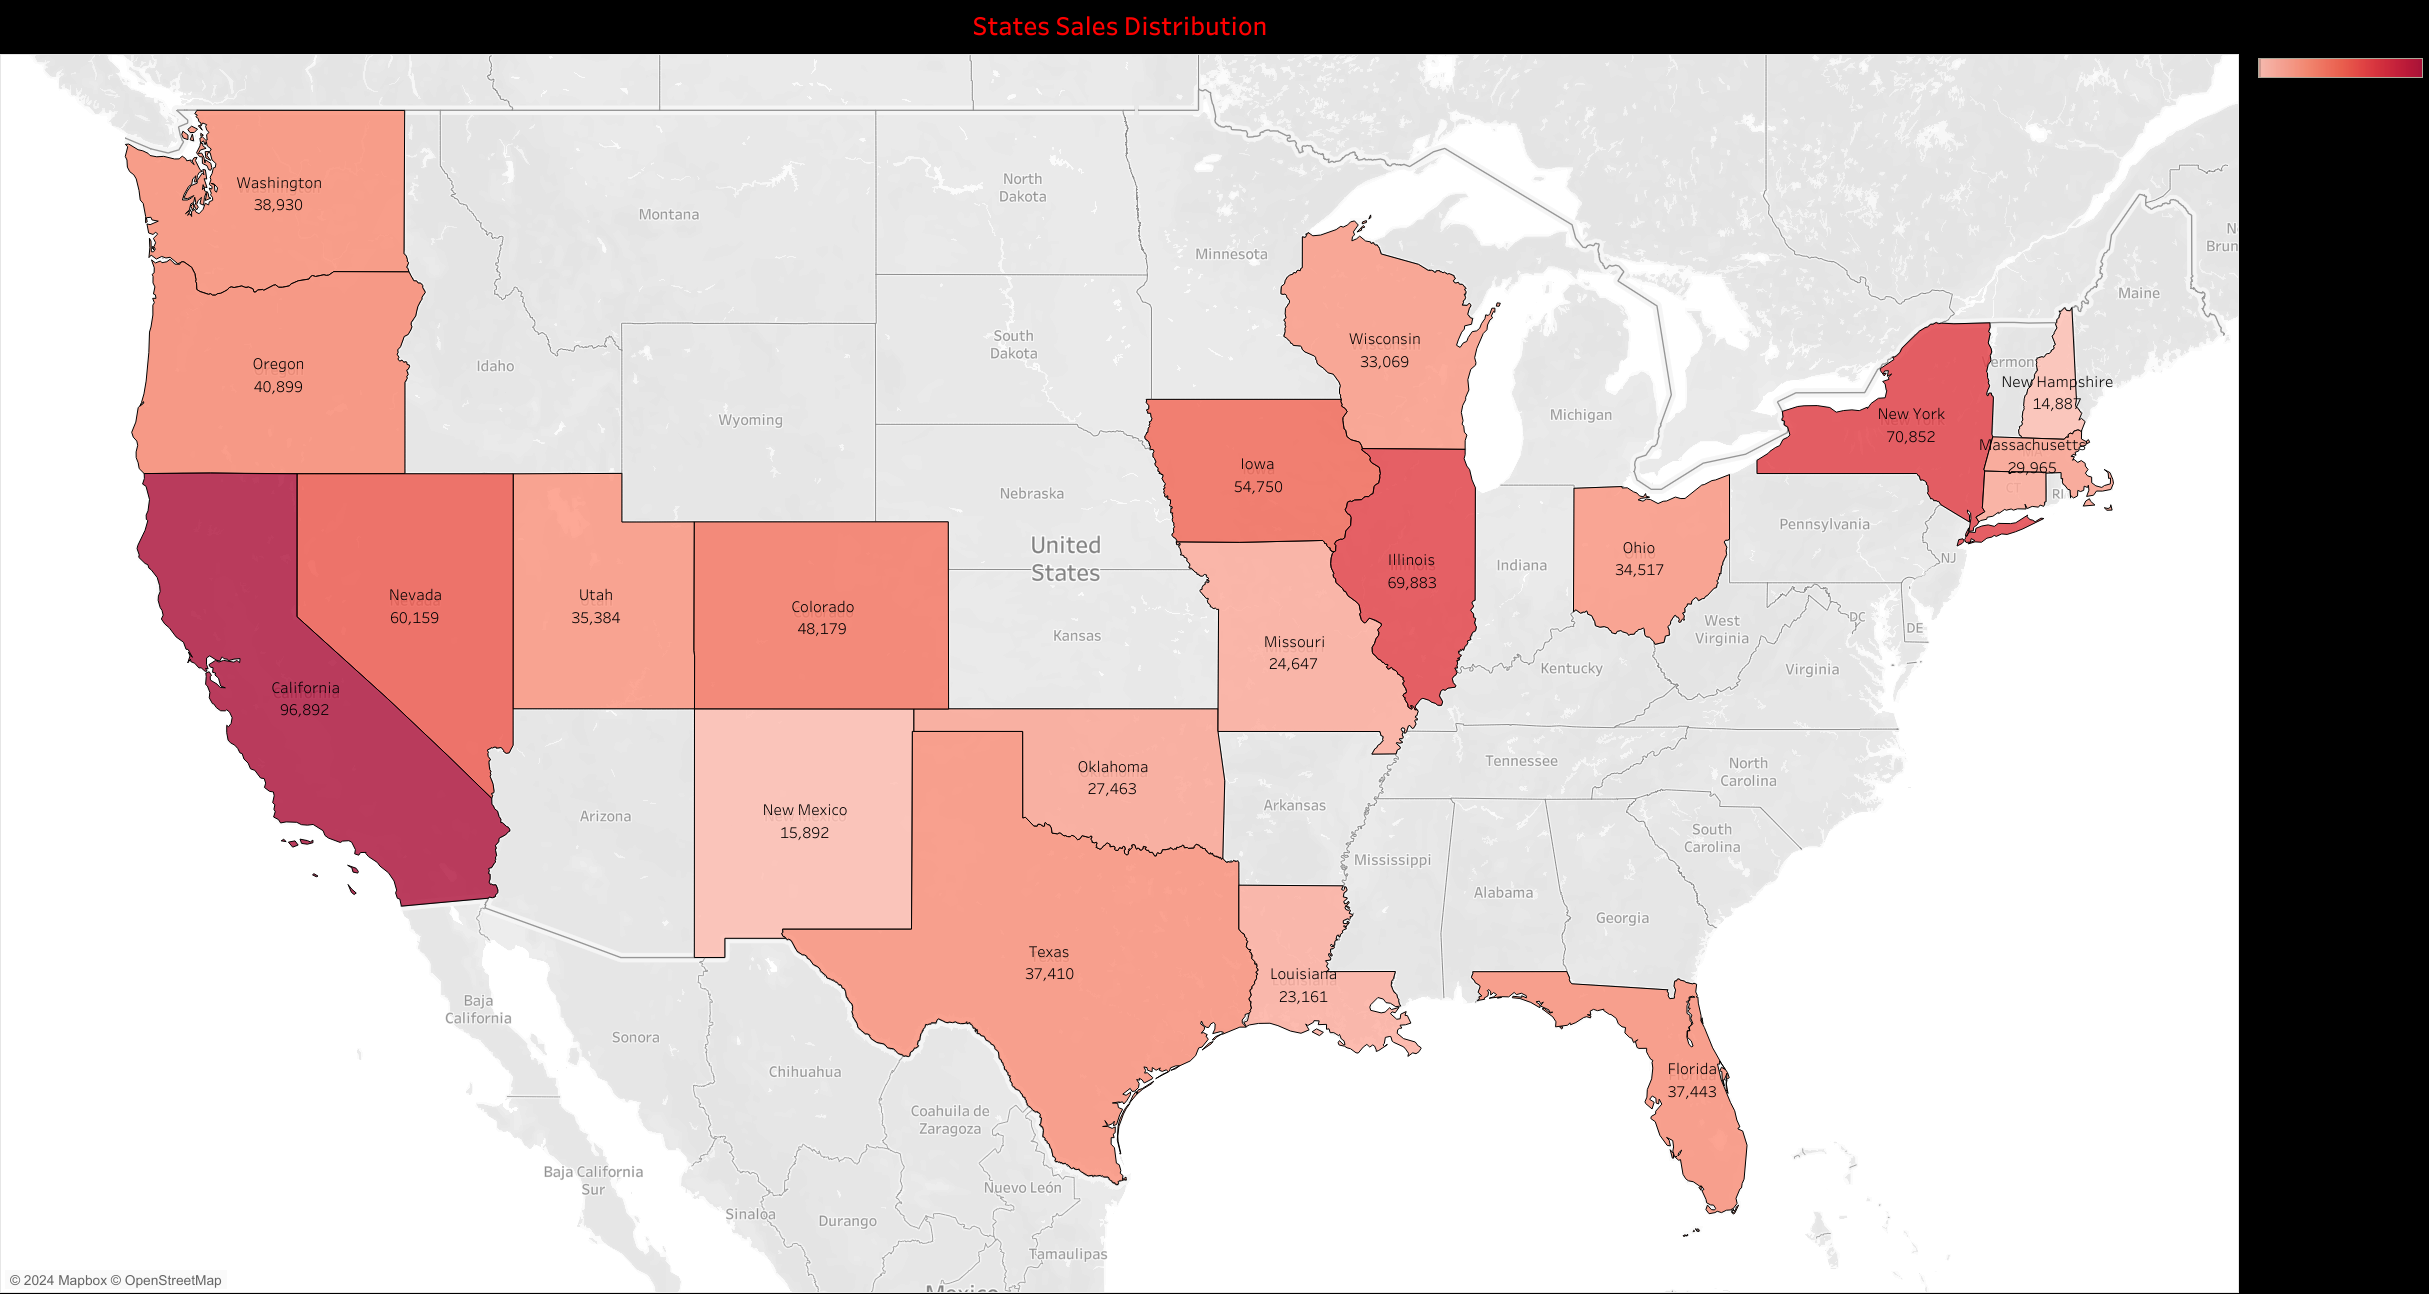 States Sales Distribution
Washington
38,930
Montana
North
Dakota
Minnesota
N
Brun
Maine
Oregon
40,899
Idaho
South
Dakota
Wisconsin
33,069
Vermon
New Hampshire
14,887
Wyoming
Michigan
New York
70,852
Massachusetts
29,965
CT
RI
Iowa
54,750
Nebraska
Pennsylvania
United
States
Nevada
60,159
Utah
35,384
Colorado
48,179
Kansas
Illinois
69,883
Indiana
Ohio
34,517
NJ
West
Virginia
DC
DE
Missouri
24,647
Kentucky
Virginia
California
96,892
Oklahoma
27,463
Tennessee
North
Carolina
Arizona
New Mexico
15,892
Arkansas
South
Carolina
Mississippi
Alabama
Georgia
Texas
37,410
Louisiana
23,161
Baja
California
Sonora
Chihuahua
Florida
37,443
Coahuila de
Zaragoza
Baja California
Sur
Nuevo León
Sinaloa
Durango
Tamaulipas
Mexico
© 2024 Mapbox © OpenStreetMap